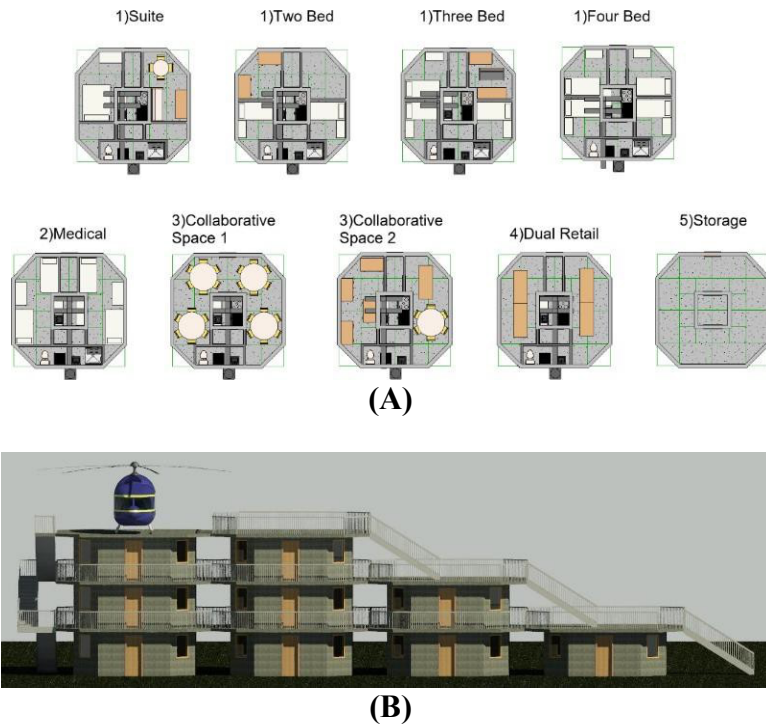 1)Suite
1)Two Bed
1)Three Bed
1)Four Bed
2)Medical
3)Collaborative
Space 1
3)Collaborative
Space 2
4)Dual Retail
5)Storage
(A)
(B)